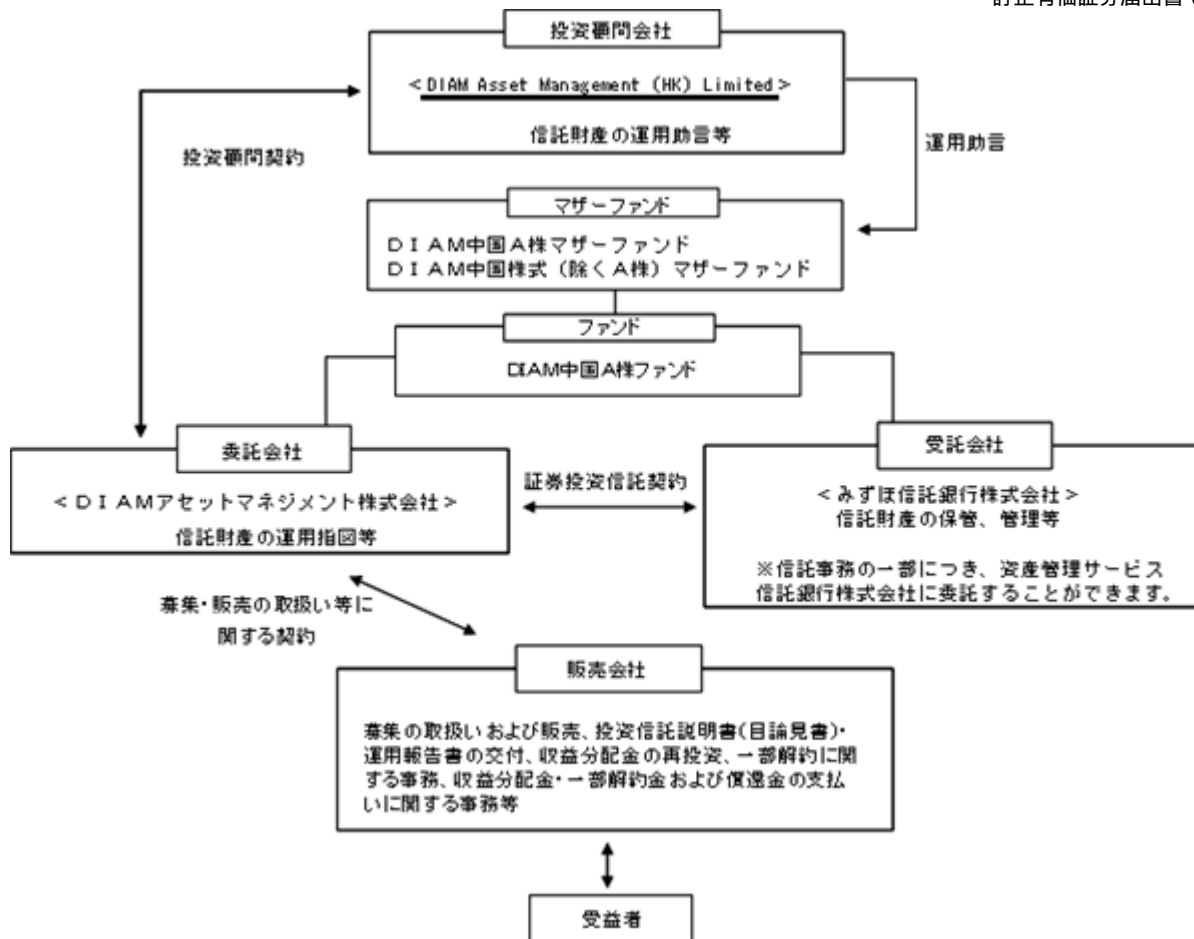 投資顧問会社
<DIAM Asset Management (HK) Limited>
信託財産の運用助言等
投資顧問契約
運用助言
マザーファンド
ＤＩＡＭ中国Ａ株マザーファンド
ＤＩＡＭ中国株式（除くＡ株）マザーファンド
ファンド
DIAM中国A株ファンド
委託会社
<ＤＩＡＭアセットマネジメント株式会社>
信託財産の運用指図等
証券投資信託契約
受託会社
<みずほ信託銀行株式会社>
信託財産の保管、管理等
※信託事務の一部につき、資産管理サービス
信託銀行株式会社に委託することができます。
募集・販売の取扱い等に
関する契約
販売会社
募集の取扱いおよび販売、投資信託説明書(目論見書)・
運用報告書の交付、収益分配金の再投資、一部解約に関
する事務、収益分配金・一部解約金および償還金の支払
いに関する事務等
受益者